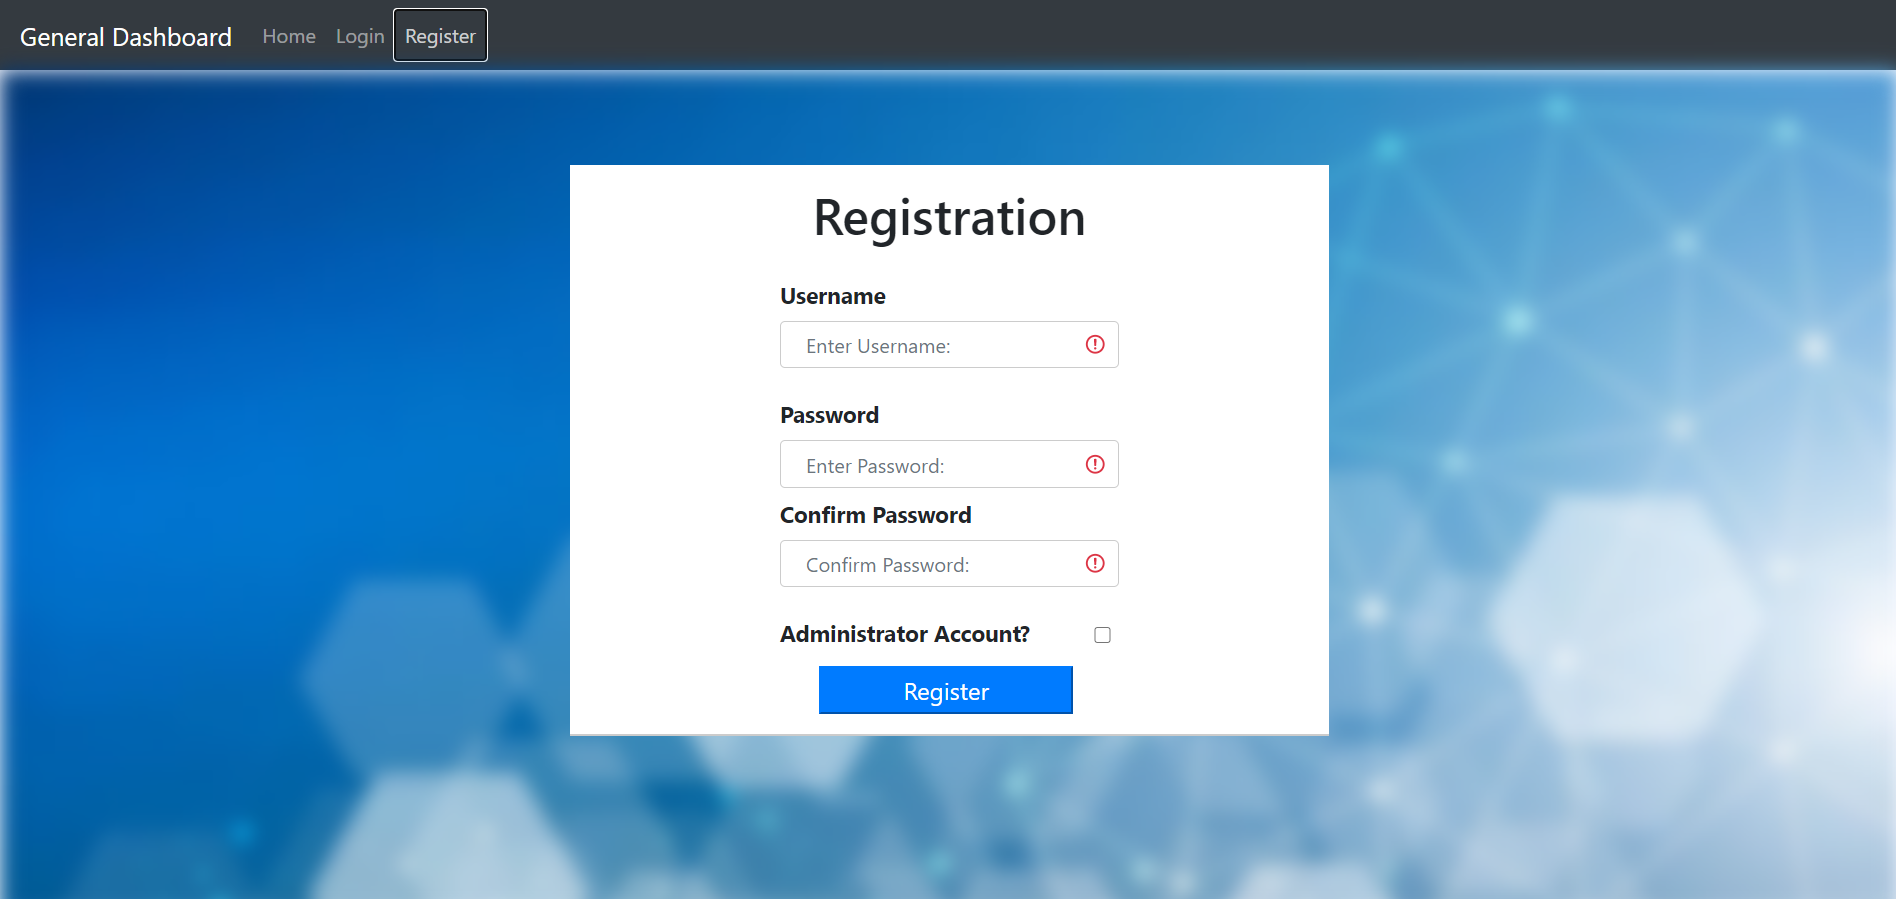 General Dashboard Home Login Register
Registration
Username
Enter Username:
Password
Enter Password:
Confirm Password
Confirm Password:
Administrator Account?
Register